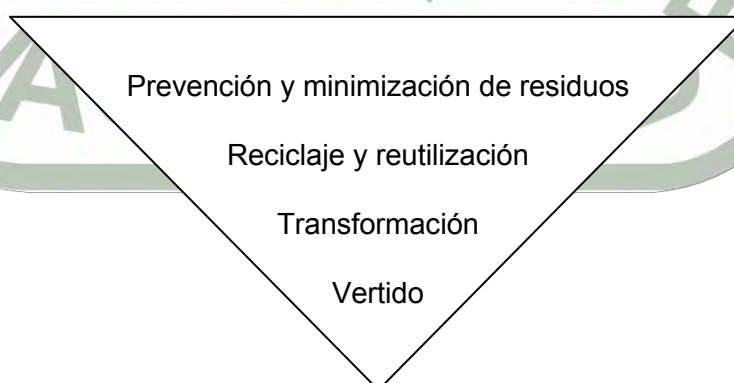 Prevención y minimización de residuos
Reciclaje y reutilización
Transformación
Vertido